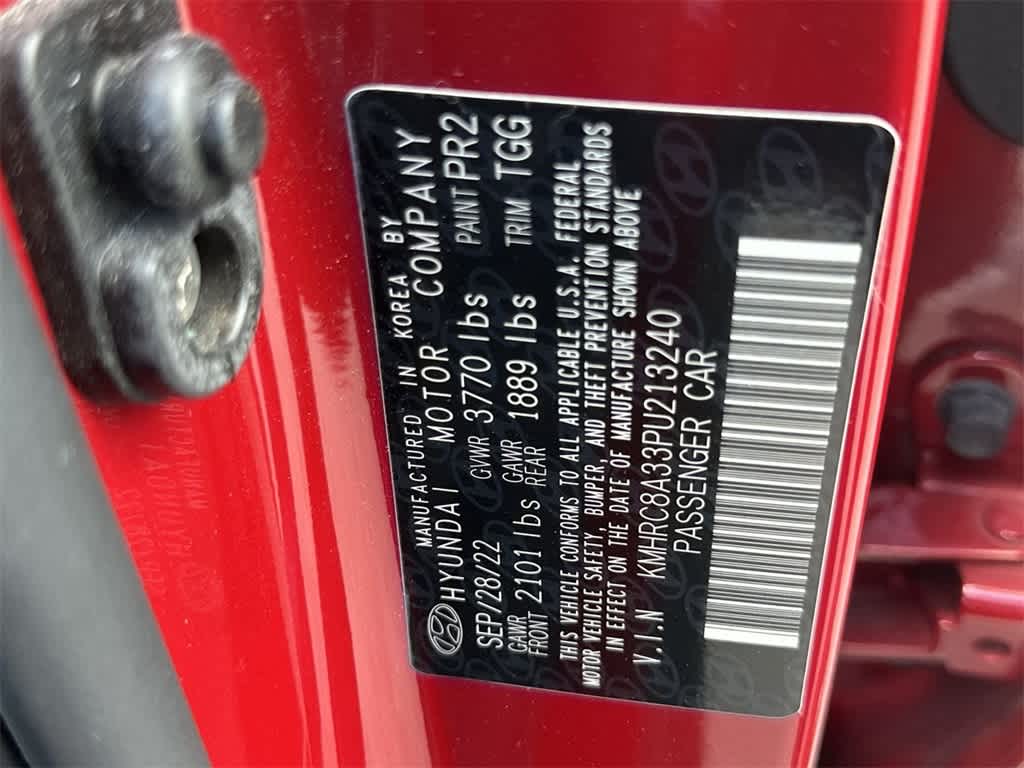 MANUFACTURED IN KOREA BY
HYUNDAI MOTOR COMPANY
SEP/28/22 GVWR 3770 lbs PAINT PR2
GAWR FRONT 2101 lbs GAWR REAR 1889 lbs TRIM TGG
THIS VEHICLE CONFORMS TO ALL APPLICABLE U.S.A. FEDERAL
MOTOR VEHICLE SAFETY, BUMPER, AND THEFT PREVENTION STANDARDS
IN EFFECT ON THE DATE OF MANUFACTURE SHOWN ABOVE
V.I.N KMHRC8A33PU213240
PASSENGER CAR